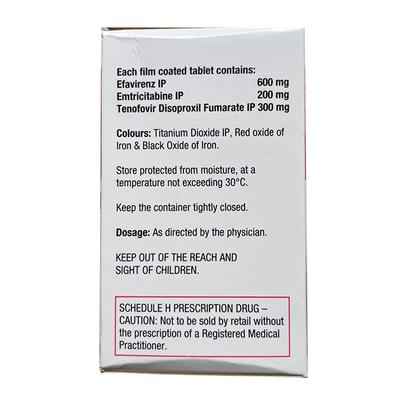 Each film coated tablet contains:
Efavirenz IP 600 mg
Emtricitabine IP 200 mg
Tenofovir Disoproxil Fumarate IP 300 mg
Colours: Titanium Dioxide IP, Red oxide of
Iron & Black Oxide of Iron.
Store protected from moisture, at a
temperature not exceeding 30°C.
Keep the container tightly closed.
Dosage: As directed by the physician.
KEEP OUT OF THE REACH AND
SIGHT OF CHILDREN.
SCHEDULE H PRESCRIPTION DRUG –
CAUTION: Not to be sold by retail without
the prescription of a Registered Medical
Practitioner.